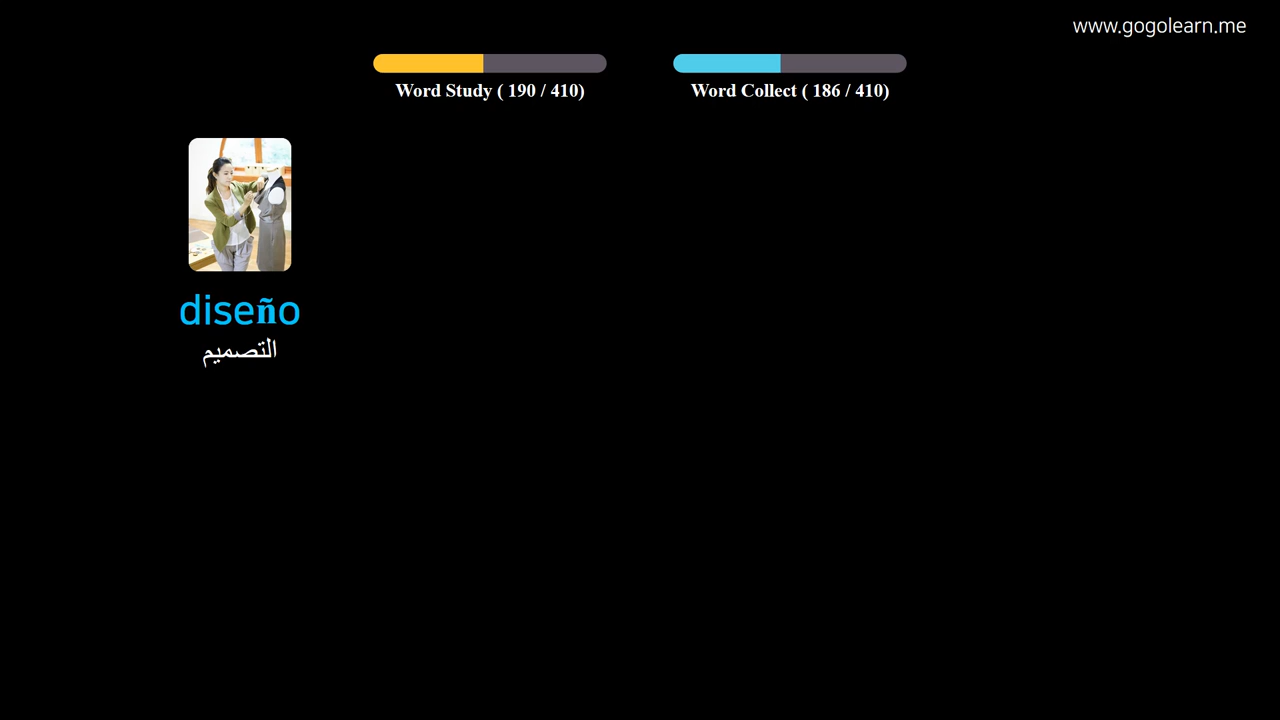 www.gogolearn.me
Word Study ( 190 / 410)
Word Collect ( 186 / 410)
diseño
التصميم